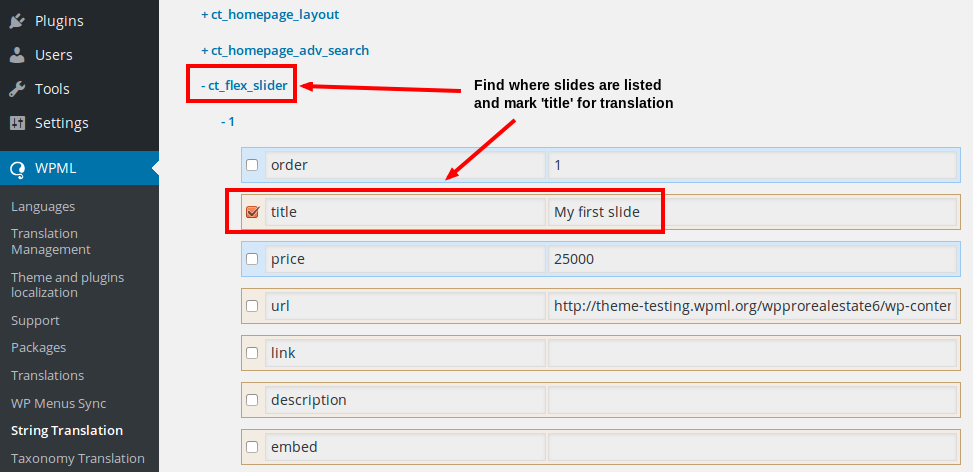 Plugins
Users
Tools
Settings
WPML
Languages
Translation
Management
Theme and plugins
localization
Support
Packages
Translations
WP Menus Sync
String Translation
Taxonomy Translation
+ ct_homepage_layout
+ ct_homepage_adv_search
- ct_flex_slider
Find where slides are listed
and mark 'title' for translation
- 1
order 1
title My first slide
price 25000
url http://theme-testing.wpml.org/wpprorealestate6/wp-conten
link
description
embed